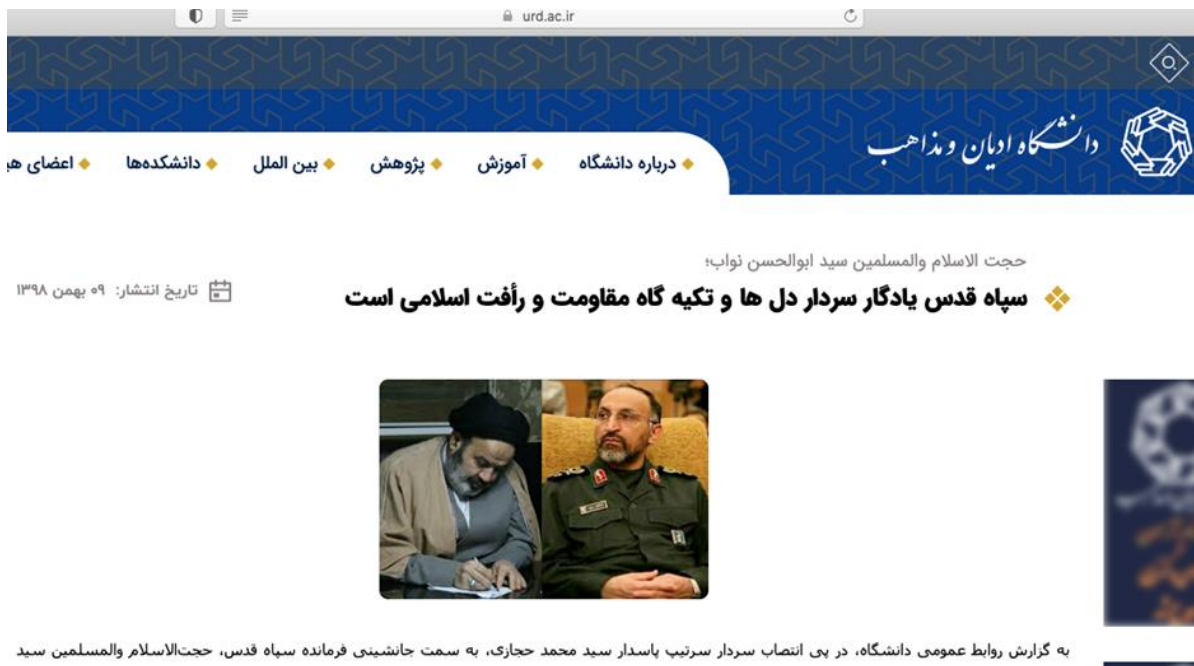 urd.ac.ir
دانشگاه ادیان و مذاهب
درباره دانشگاه آموزش پژوهش بین الملل دانشکده‌ها اعضای
حجت الاسلام والمسلمین سید ابوالحسن نواب؛
سپاه قدس یادگار سردار دل ها و تکیه گاه مقاومت و رأفت اسلامی است
تاریخ انتشار: ۰۹ بهمن ۱۳۹۸
به گزارش روابط عمومی دانشگاه، در پی انتصاب سردار سرتیپ پاسدار سید محمد حجازی، به سمت جانشینی فرمانده سپاه قدس، حجت‌الاسلام والمسلمین سید